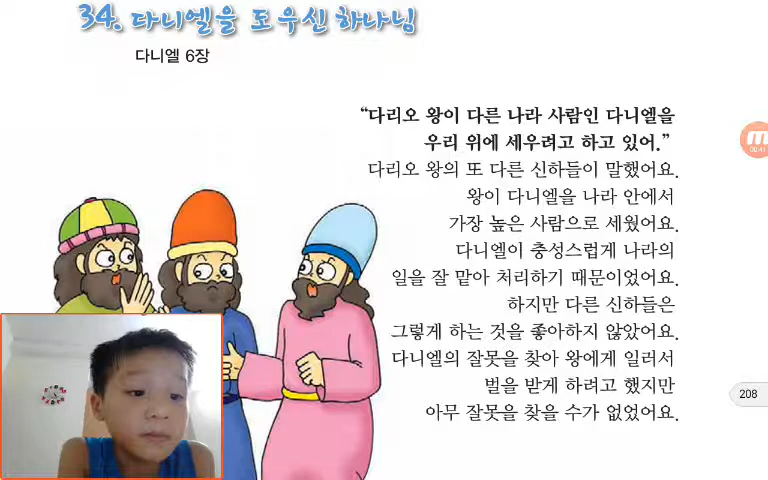 34. 다니엘을 도우신 하나님
다니엘 6장
“다리오 왕이 다른 나라 사람인 다니엘을
우리 위에 세우려고 하고 있어.”
다리오 왕의 또 다른 신하들이 말했어요.
왕이 다니엘을 나라 안에서
가장 높은 사람으로 세웠어요.
다니엘이 충성스럽게 나라의
일을 잘 맡아 처리하기 때문이었어요.
하지만 다른 신하들은
그렇게 하는 것을 좋아하지 않았어요.
다니엘의 잘못을 찾아 왕에게 일러서
벌을 받게 하려고 했지만
아무 잘못을 찾을 수가 없었어요.
208
00:41